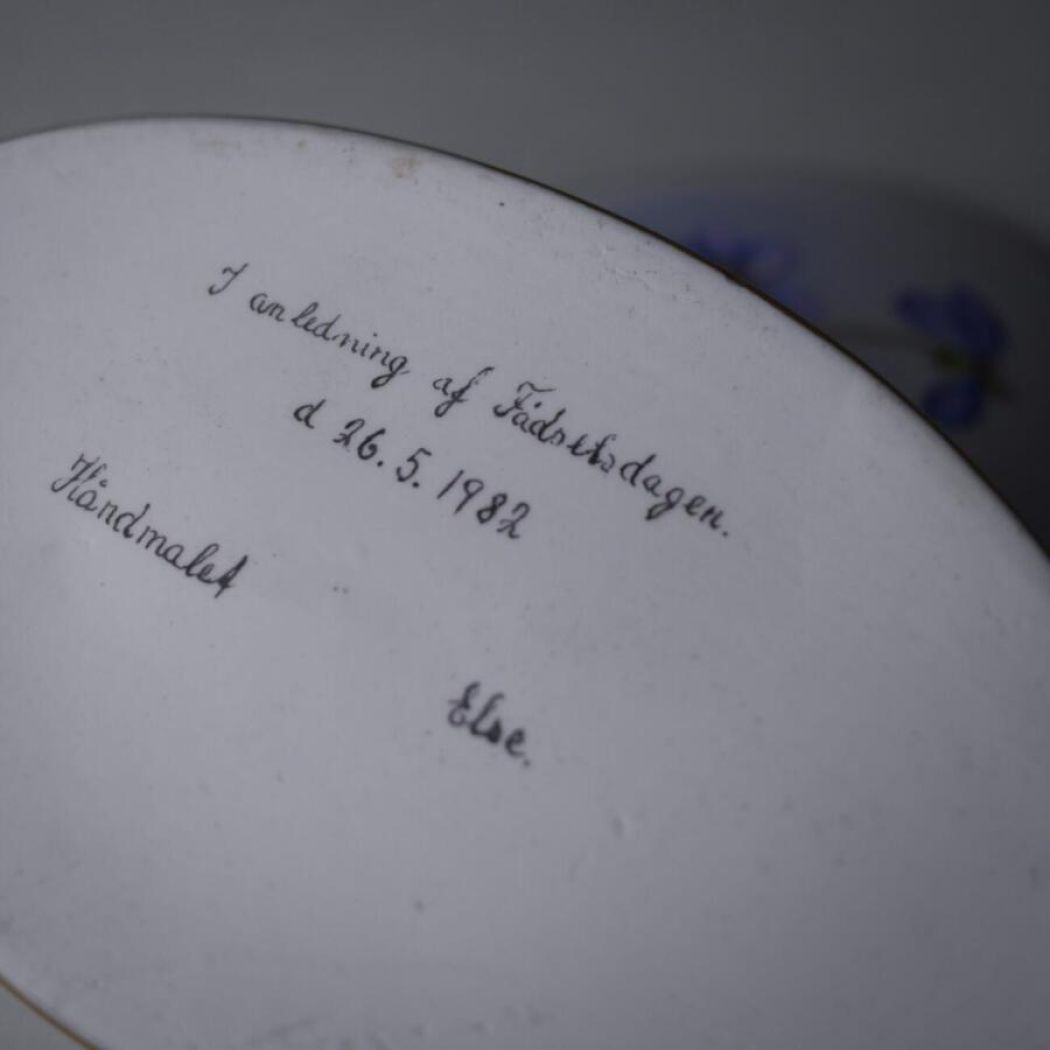 I anledning af Fødselsdagen.
d 26.5.1982
Håndmalet
Else.